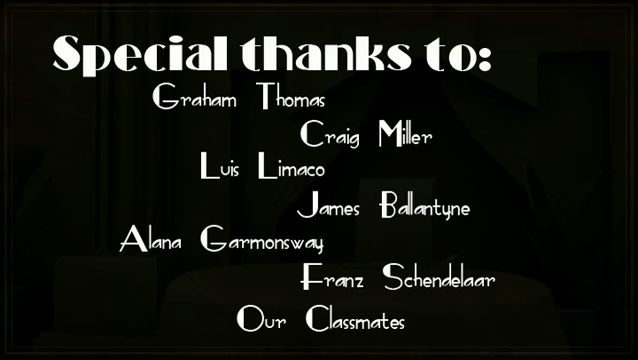 Special thanks to:
Graham Thomas
Craig Miller
Luis Limaco
James Ballantyne
Alana Garmonsway
Franz Schendelaar
Our Classmates